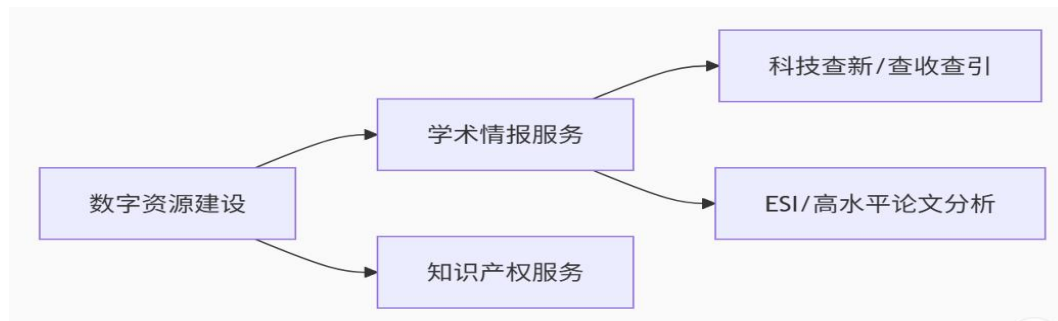 科技查新/查收查引
学术情报服务
数字资源建设
ESI/高水平论文分析
知识产权服务